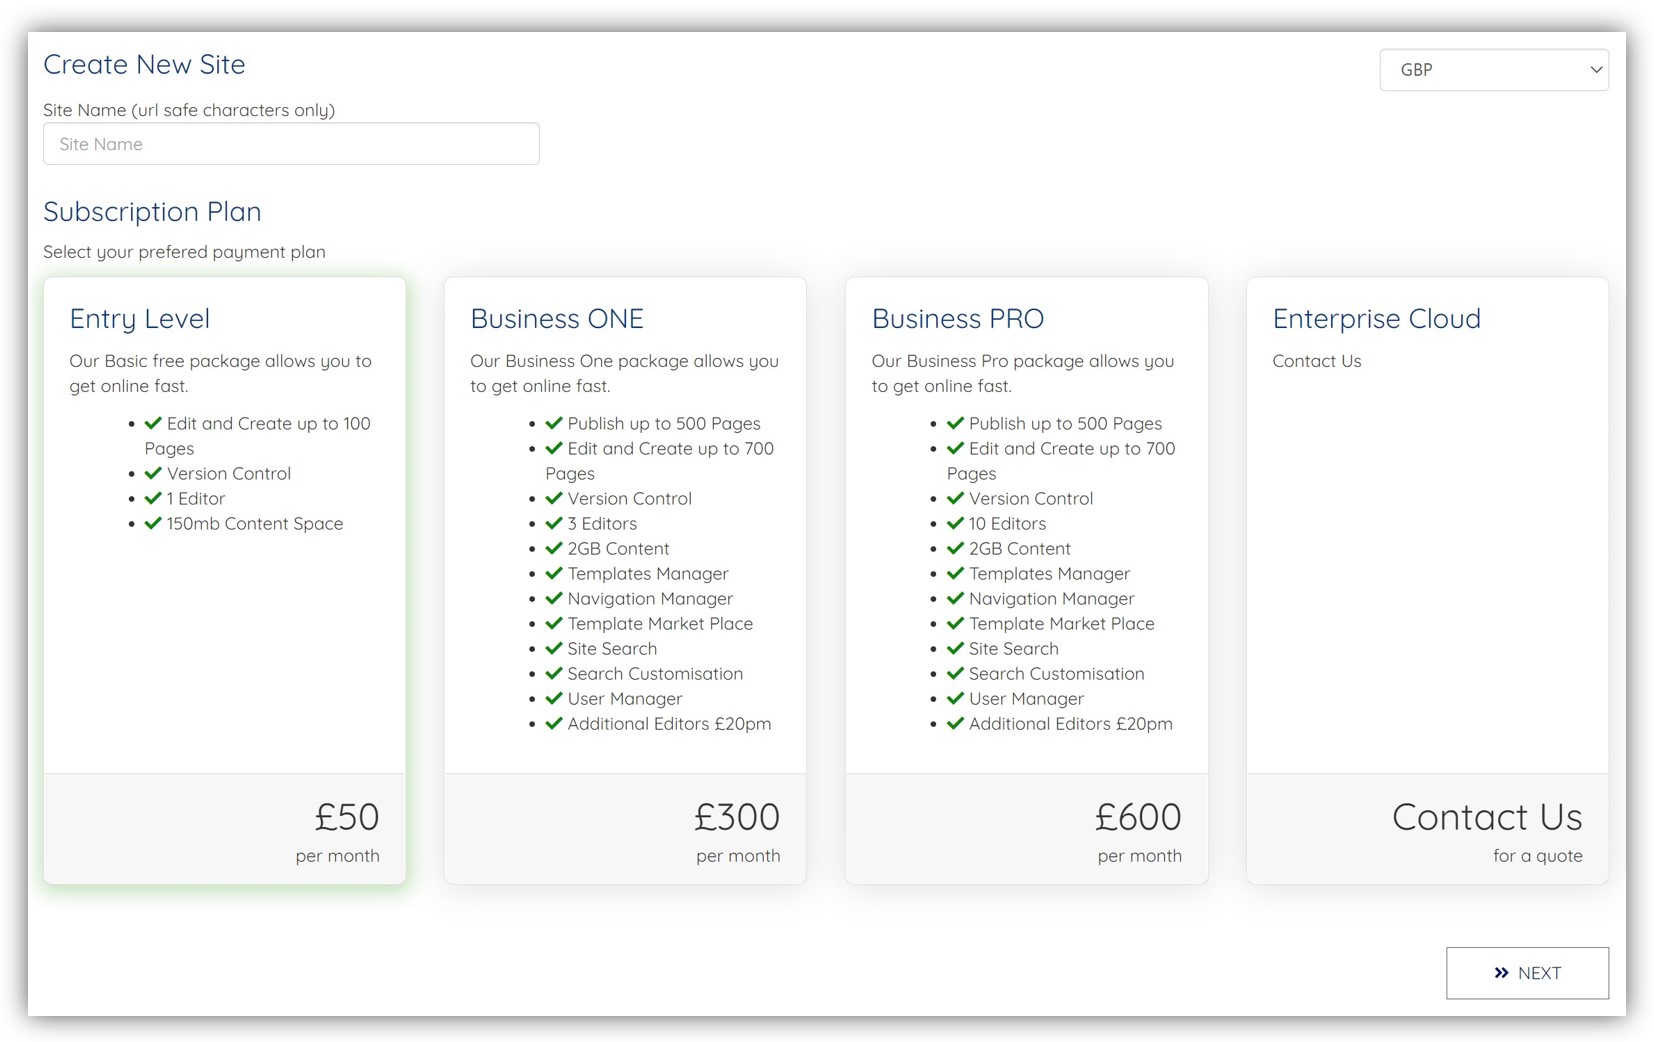 Create New Site
GBP
Site Name (url safe characters only)
Site Name
Subscription Plan
Select your prefered payment plan
Entry Level
Our Basic free package allows you to
get online fast.
Edit and Create up to 100
Pages
Version Control
1 Editor
150mb Content Space
£50
per month
Business ONE
Our Business One package allows you
to get online fast.
Publish up to 500 Pages
Edit and Create up to 700
Pages
Version Control
3 Editors
2GB Content
Templates Manager
Navigation Manager
Template Market Place
Site Search
Search Customisation
User Manager
Additional Editors £20pm
£300
per month
Business PRO
Our Business Pro package allows you
to get online fast.
Publish up to 500 Pages
Edit and Create up to 700
Pages
Version Control
10 Editors
2GB Content
Templates Manager
Navigation Manager
Template Market Place
Site Search
Search Customisation
User Manager
Additional Editors £20pm
£600
per month
Enterprise Cloud
Contact Us
Contact Us
for a quote
NEXT